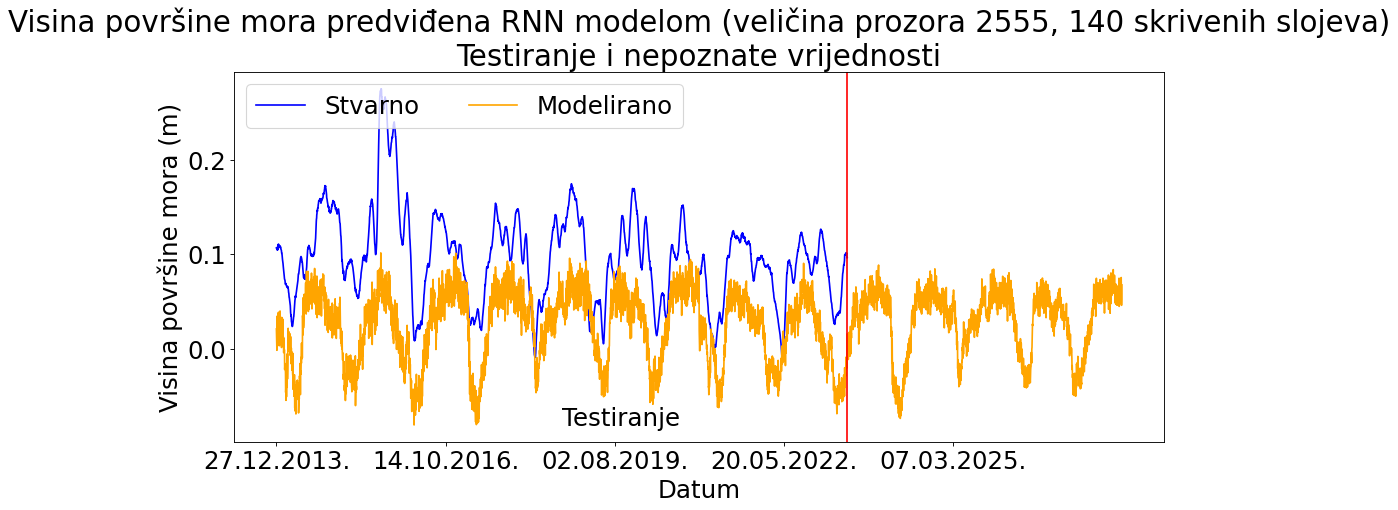 Visina površine mora predviđena RNN modelom (veličina prozora 2555, 140 skrivenih slojeva)
Testiranje i nepoznate vrijednosti
Stvarno Modelirano
Visina površine mora (m)
0.2
0.1
0.0
Testiranje
27.12.2013. 14.10.2016. 02.08.2019. 20.05.2022. 07.03.2025.
Datum